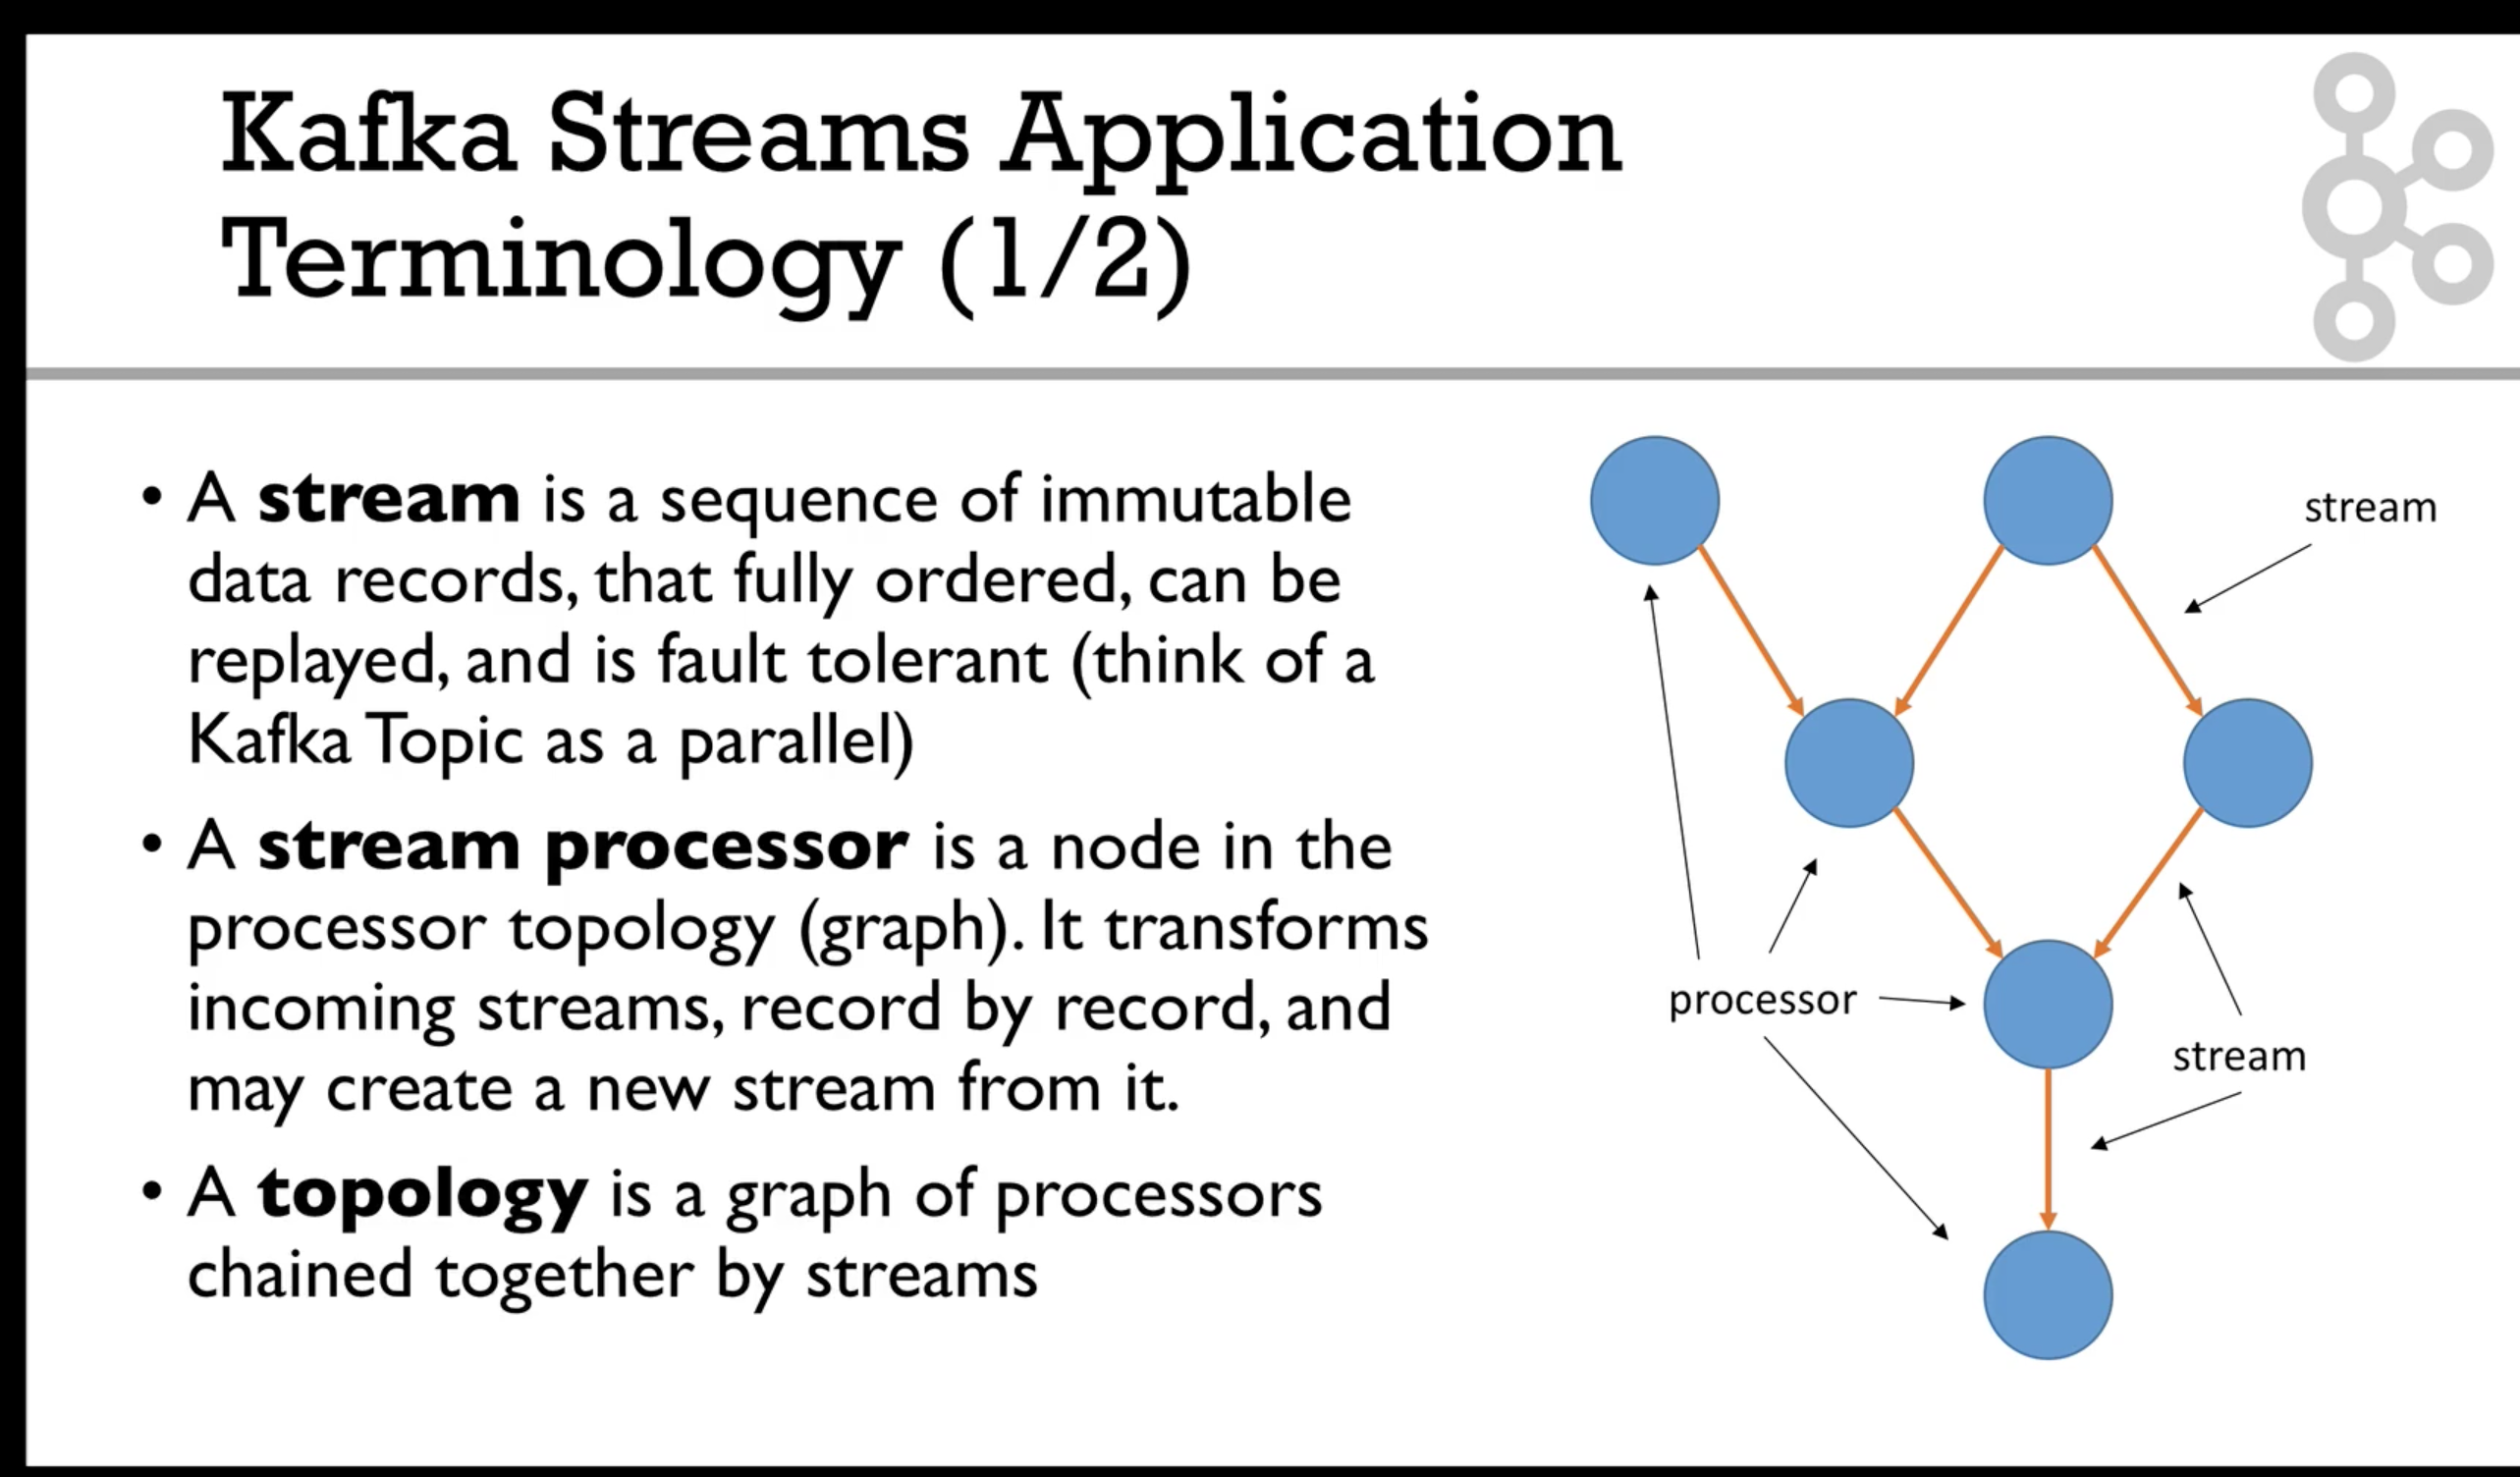 Kafka Streams Application
Terminology (1/2)
• A stream is a sequence of immutable
data records, that fully ordered, can be
replayed, and is fault tolerant (think of a
Kafka Topic as a parallel)
• A stream processor is a node in the
processor topology (graph). It transforms
incoming streams, record by record, and
may create a new stream from it.
• A topology is a graph of processors
chained together by streams
stream
processor
stream